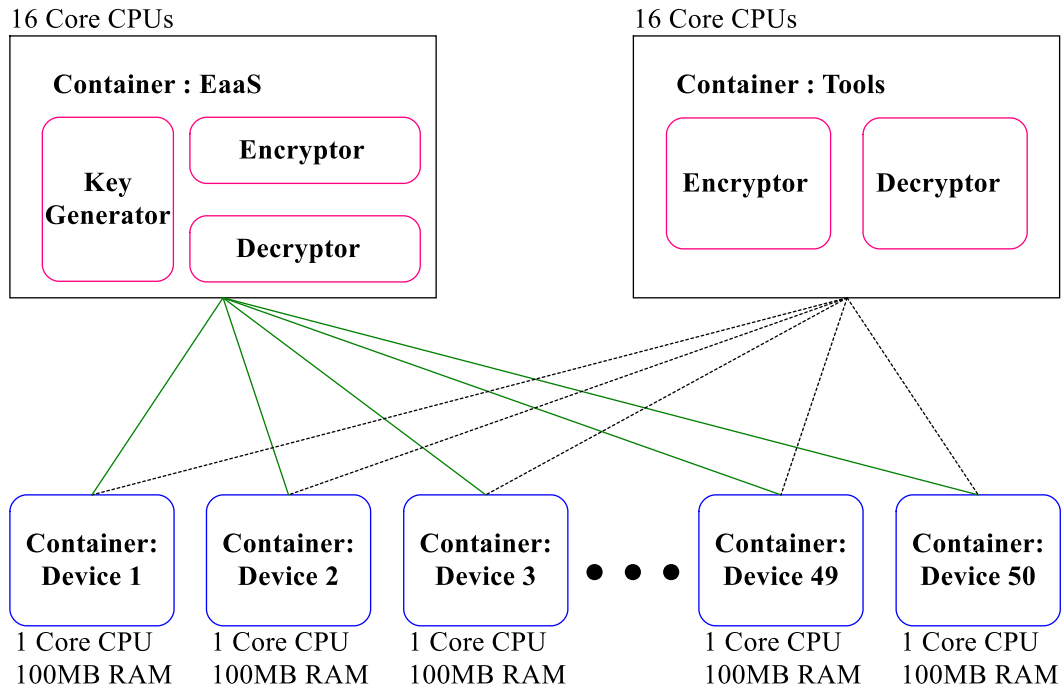 16 Core CPUs
Container : EaaS
Key
Generator
Encryptor
Decryptor
16 Core CPUs
Container : Tools
Encryptor
Decryptor
Container:
Device 1
1 Core CPU
100MB RAM
Container:
Device 2
1 Core CPU
100MB RAM
Container:
Device 3
1 Core CPU
100MB RAM
Container:
Device 49
1 Core CPU
100MB RAM
Container:
Device 50
1 Core CPU
100MB RAM